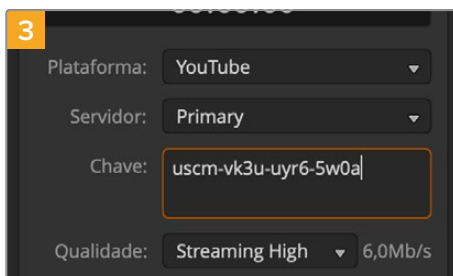 3
Plataforma: YouTube
Servidor: Primary
Chave: uscm-vk3u-uyr6-5w0a
Qualidade: Streaming High 6,0Mb/s